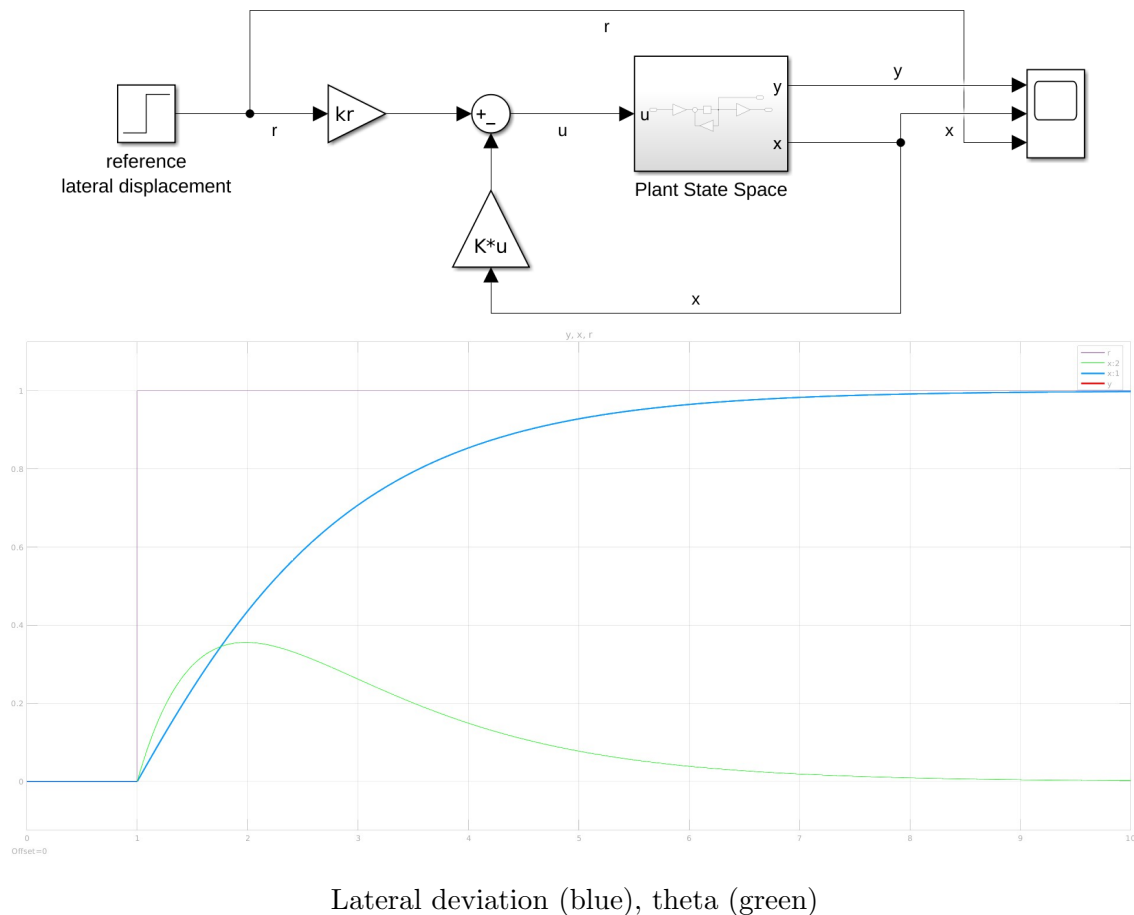 r
r
kr
+
_
u
u
y
x
y
x
reference
lateral displacement
Plant State Space
K*u
x
y, x, r
r
x:2
x:1
y
1
0.8
0.6
0.4
0.2
0
0 1 2 3 4 5 6 7 8 9 10
Offset=0
Lateral deviation (blue), theta (green)